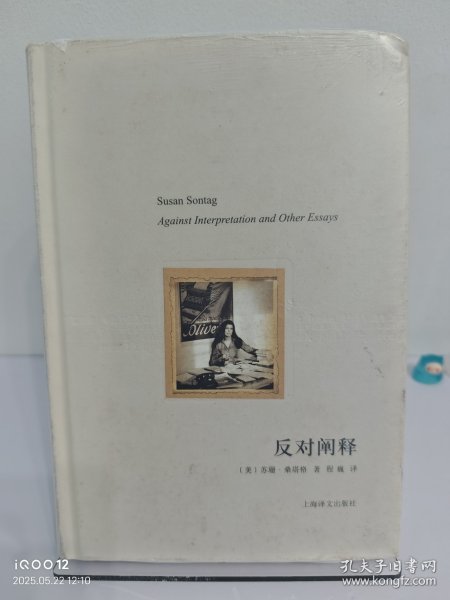 Susan Sontag
Against Interpretation and Other Essays
Olive
反对阐释
(美)苏珊·桑塔格 著 程巍 译
上海译文出版社
iQOO12
2025.05.22 12:10
孔夫子旧书网
www.kongfz.com